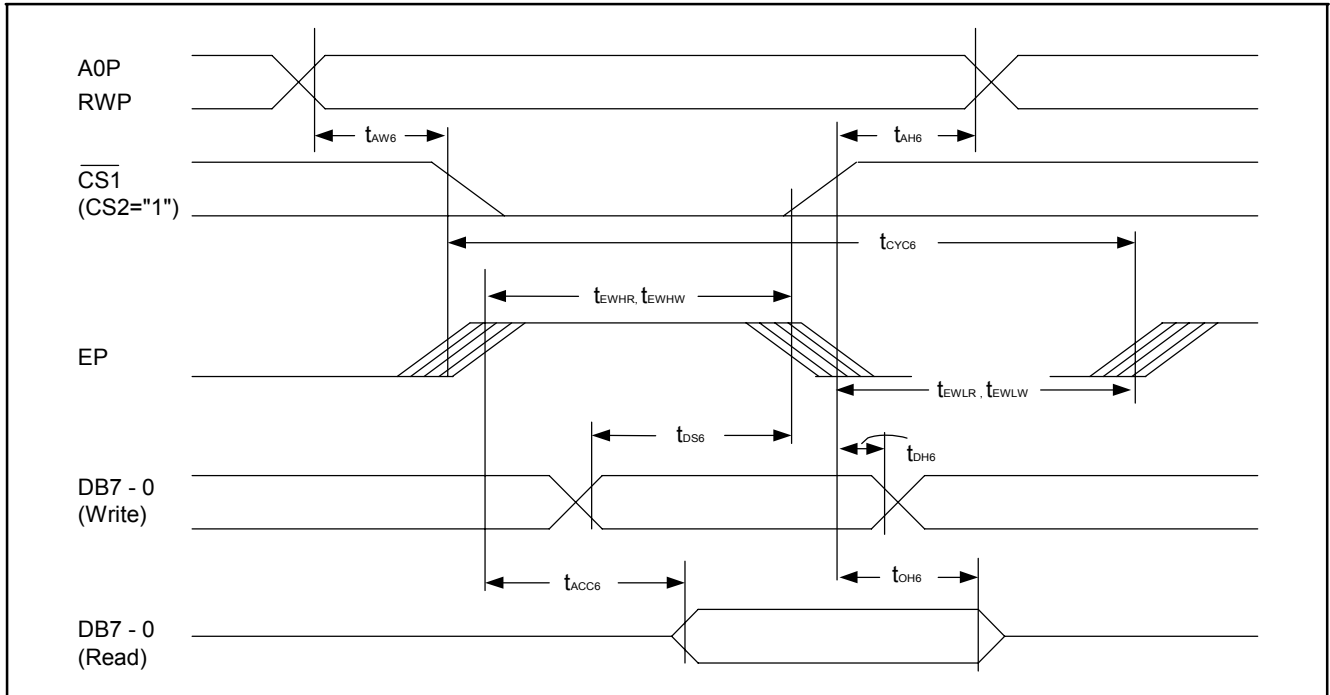 A0P
RWP
tAW6
tAH6
CS1
(CS2="1")
tCYC6
tEWHR, tEWHW
EP
tEWLR , tEWLW
tDS6
tDH6
DB7 - 0
(Write)
tACC6
tOH6
DB7 - 0
(Read)